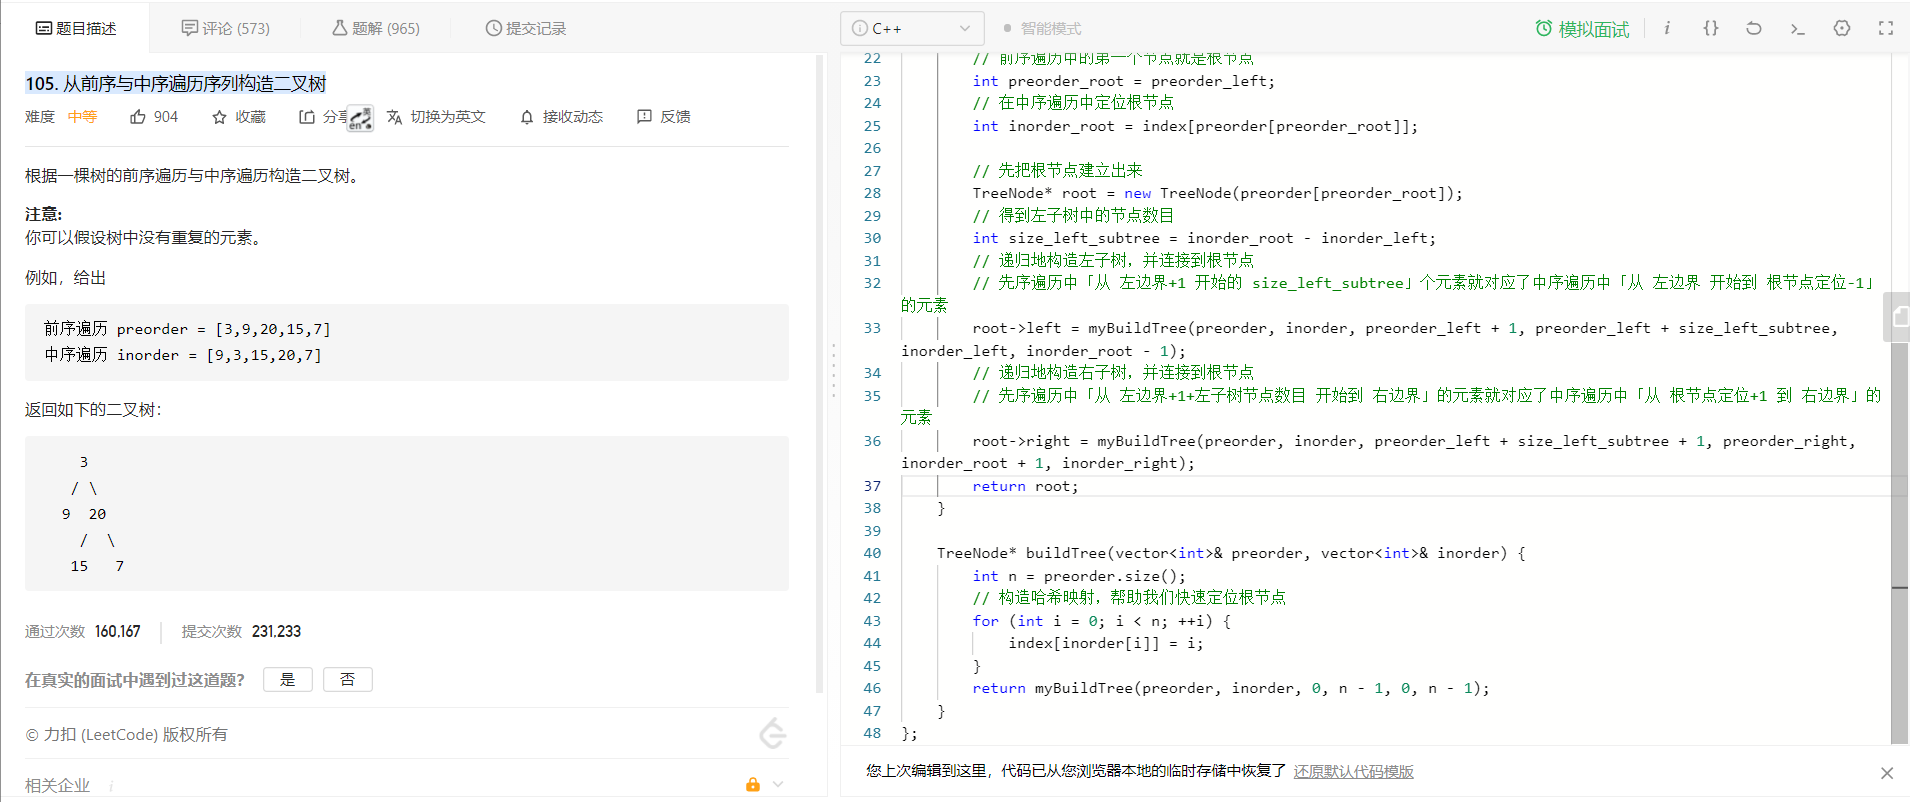 题目描述
评论 (573)
题解 (965)
提交记录
105. 从前序与中序遍历序列构造二叉树
难度 中等 904 收藏 分享 切换为英文 接收动态 反馈
根据一棵树的前序遍历与中序遍历构造二叉树。
注意:
你可以假设树中没有重复的元素。
例如，给出
前序遍历 preorder = [3,9,20,15,7]
中序遍历 inorder = [9,3,15,20,7]
返回如下的二叉树：
3
/ \
9 20
/ \
15 7
通过次数 160,167 提交次数 231,233
在真实的面试中遇到过这道题？ 是 否
© 力扣 (LeetCode) 版权所有
相关企业 i
C++ 智能模式 模拟面试
22 // 前序遍历中的第一个节点就是根节点
23 int preorder_root = preorder_left;
24 // 在中序遍历中定位根节点
25 int inorder_root = index[preorder[preorder_root]];
26
27 // 先把根节点建立出来
28 TreeNode* root = new TreeNode(preorder[preorder_root]);
29 // 得到左子树中的节点数目
30 int size_left_subtree = inorder_root - inorder_left;
31 // 递归地构造左子树，并连接到根节点
32 // 先序遍历中「从 左边界+1 开始的 size_left_subtree」个元素就对应了中序遍历中「从 左边界 开始到 根节点定位-1」
的元素
33 root->left = myBuildTree(preorder, inorder, preorder_left + 1, preorder_left + size_left_subtree,
inorder_left, inorder_root - 1);
34 // 递归地构造右子树，并连接到根节点
35 // 先序遍历中「从 左边界+1+左子树节点数目 开始到 右边界」的元素就对应了中序遍历中「从 根节点定位+1 到 右边界」的
元素
36 root->right = myBuildTree(preorder, inorder, preorder_left + size_left_subtree + 1, preorder_right,
inorder_root + 1, inorder_right);
37 return root;
38 }
39
40 TreeNode* buildTree(vector<int>& preorder, vector<int>& inorder) {
41 int n = preorder.size();
42 // 构造哈希映射，帮助我们快速定位根节点
43 for (int i = 0; i < n; ++i) {
44 index[inorder[i]] = i;
45 }
46 return myBuildTree(preorder, inorder, 0, n - 1, 0, n - 1);
47 }
48 };
您上次编辑到这里，代码已从您浏览器本地的临时存储中恢复了 还原默认代码模版